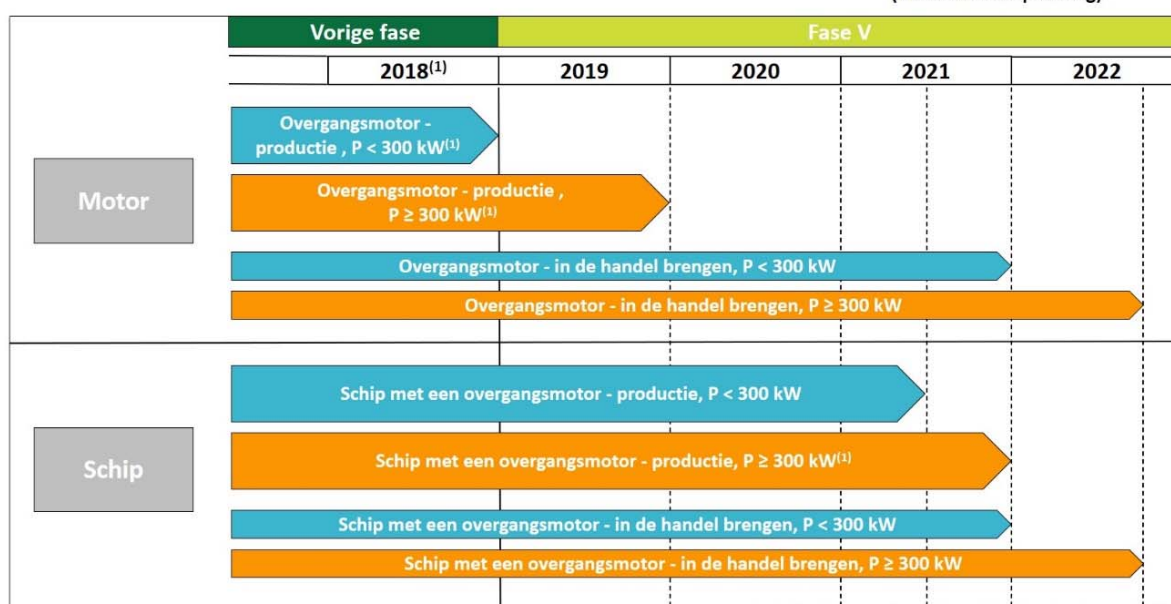 Vorige fase
Fase V
2018(1)
2019
2020
2021
2022
Motor
Overgangsmotor -
productie , P < 300 kW(1)
Overgangsmotor - productie ,
P ≥ 300 kW(1)
Overgangsmotor - in de handel brengen, P < 300 kW
Overgangsmotor - in de handel brengen, P ≥ 300 kW
Schip
Schip met een overgangsmotor - productie, P < 300 kW
Schip met een overgangsmotor - productie, P ≥ 300 kW(1)
Schip met een overgangsmotor - in de handel brengen, P < 300 kW
Schip met een overgangsmotor - in de handel brengen, P ≥ 300 kW